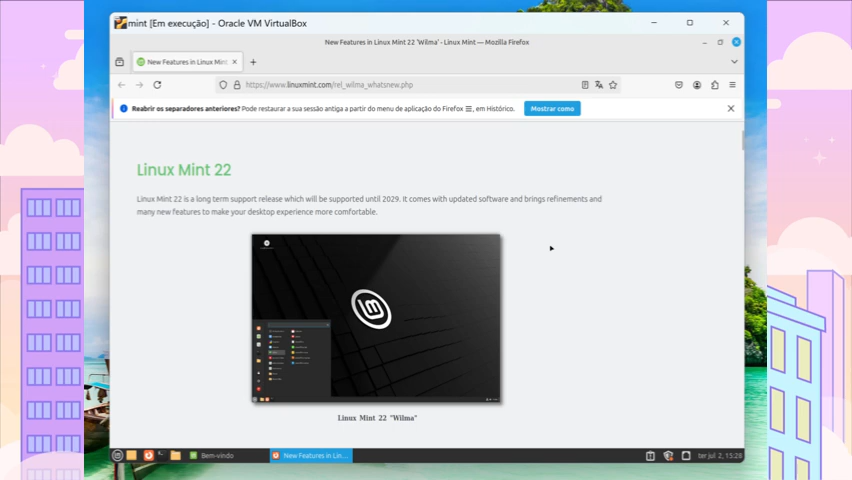 mint [Em execução] - Oracle VM VirtualBox
New Features in Linux Mint 22 'Wilma' - Linux Mint — Mozilla Firefox
New Features in Linux Mint
https://www.linuxmint.com/rel_wilma_whatsnew.php
Reabrir os separadores anteriores? Pode restaurar a sua sessão antiga a partir do menu de aplicação do Firefox ☰, em Histórico.
Mostrar como
Linux Mint 22
Linux Mint 22 is a long term support release which will be supported until 2029. It comes with updated software and brings refinements and
many new features to make your desktop experience more comfortable.
Linux Mint 22 "Wilma"
Bem-vindo
New Features in Lin...
ter jul 2, 15:28